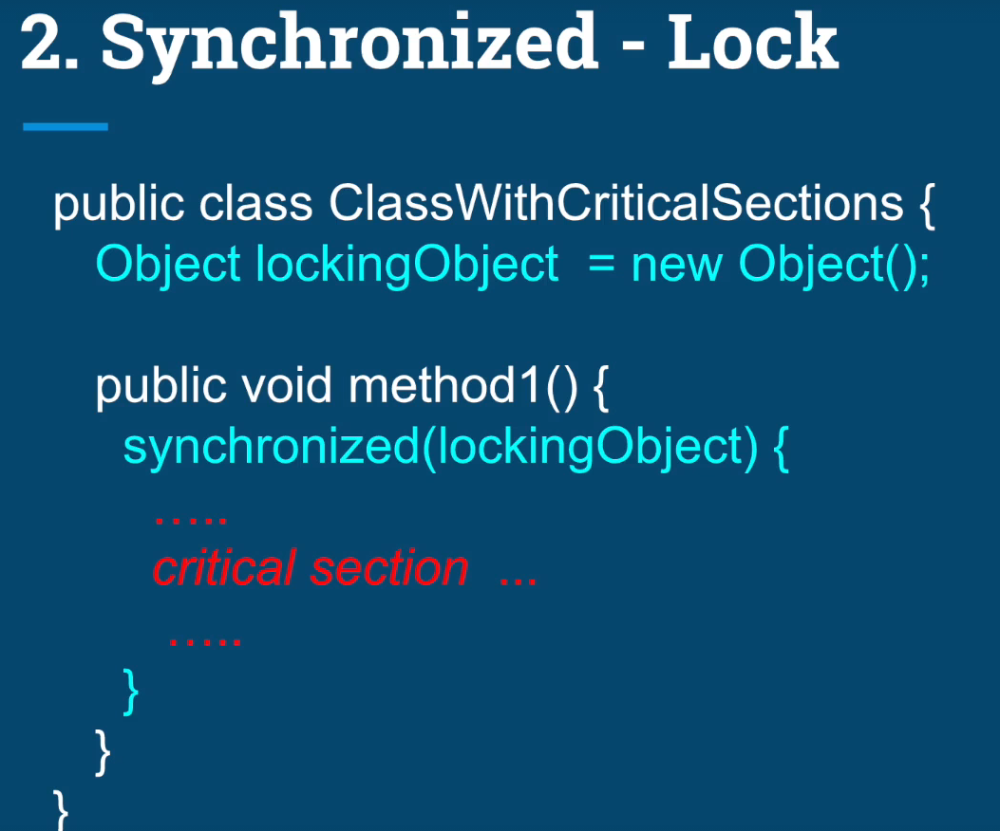 2. Synchronized - Lock
public class ClassWithCriticalSections {
Object lockingObject  = new Object();
public void method1() {
synchronized(lockingObject) {
…..
critical section  ...
…..
}
}
}